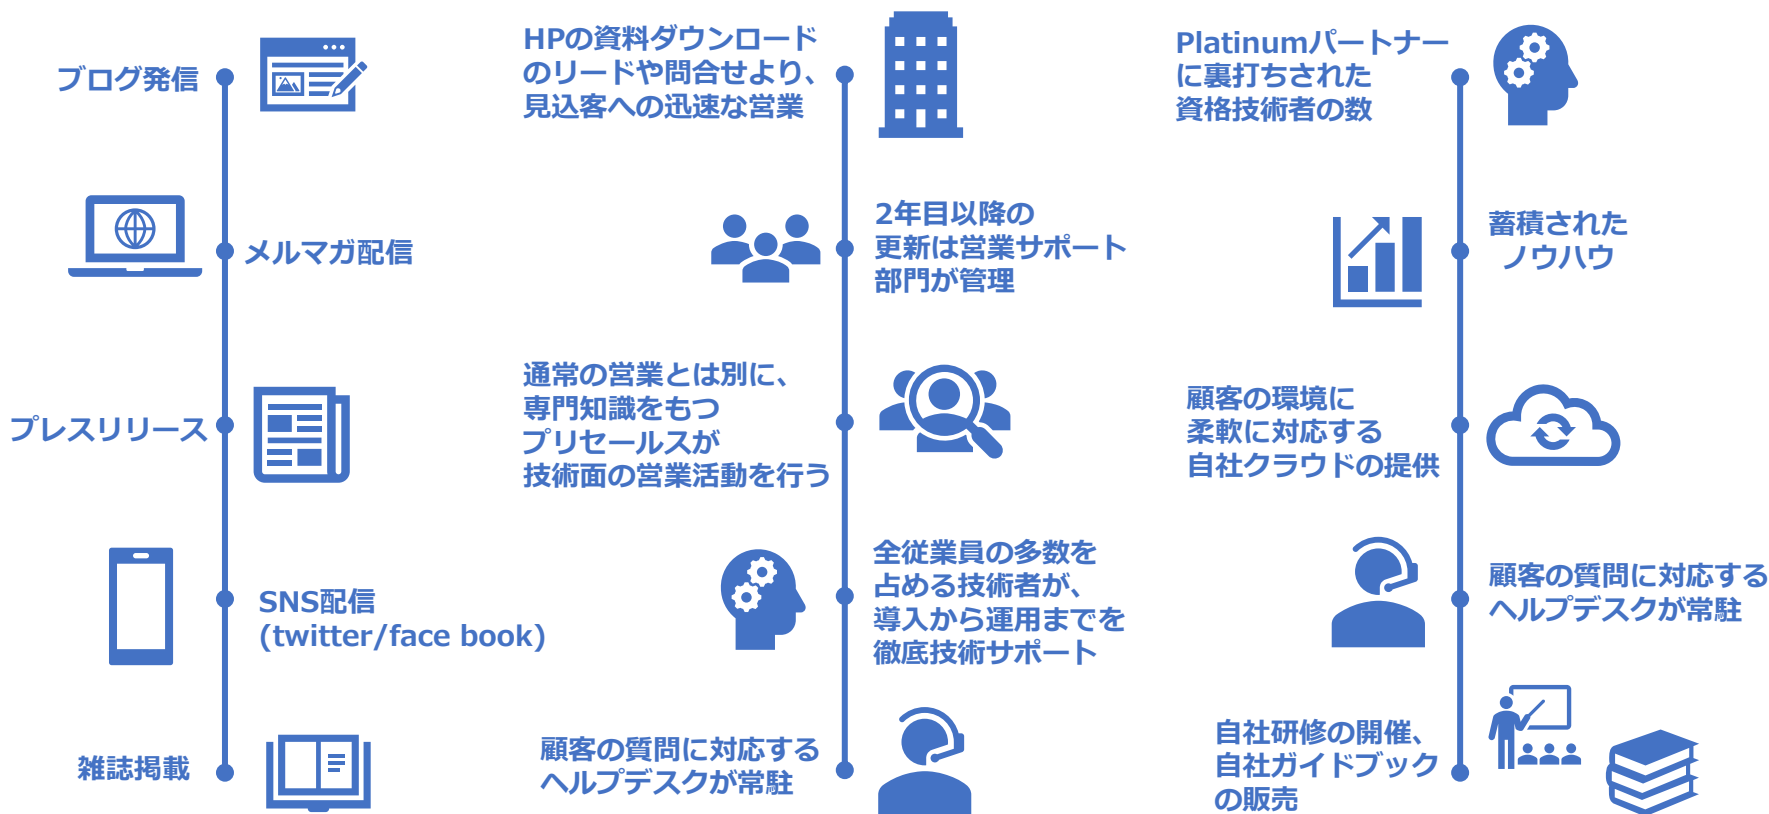 ブログ発信
メルマガ配信
プレスリリース
SNS配信
(twitter/face book)
雑誌掲載
HPの資料ダウンロード
のリードや問合せより、
見込客への迅速な営業
2年目以降の
更新は営業サポート
部門が管理
通常の営業とは別に、
専門知識をもつ
プリセールスが
技術面の営業活動を行う
全従業員の多数を
占める技術者が、
導入から運用までを
徹底技術サポート
顧客の質問に対応する
ヘルプデスクが常駐
Platinumパートナー
に裏打ちされた
資格技術者の数
蓄積された
ノウハウ
顧客の環境に
柔軟に対応する
自社クラウドの提供
顧客の質問に対応する
ヘルプデスクが常駐
自社研修の開催、
自社ガイドブック
の販売